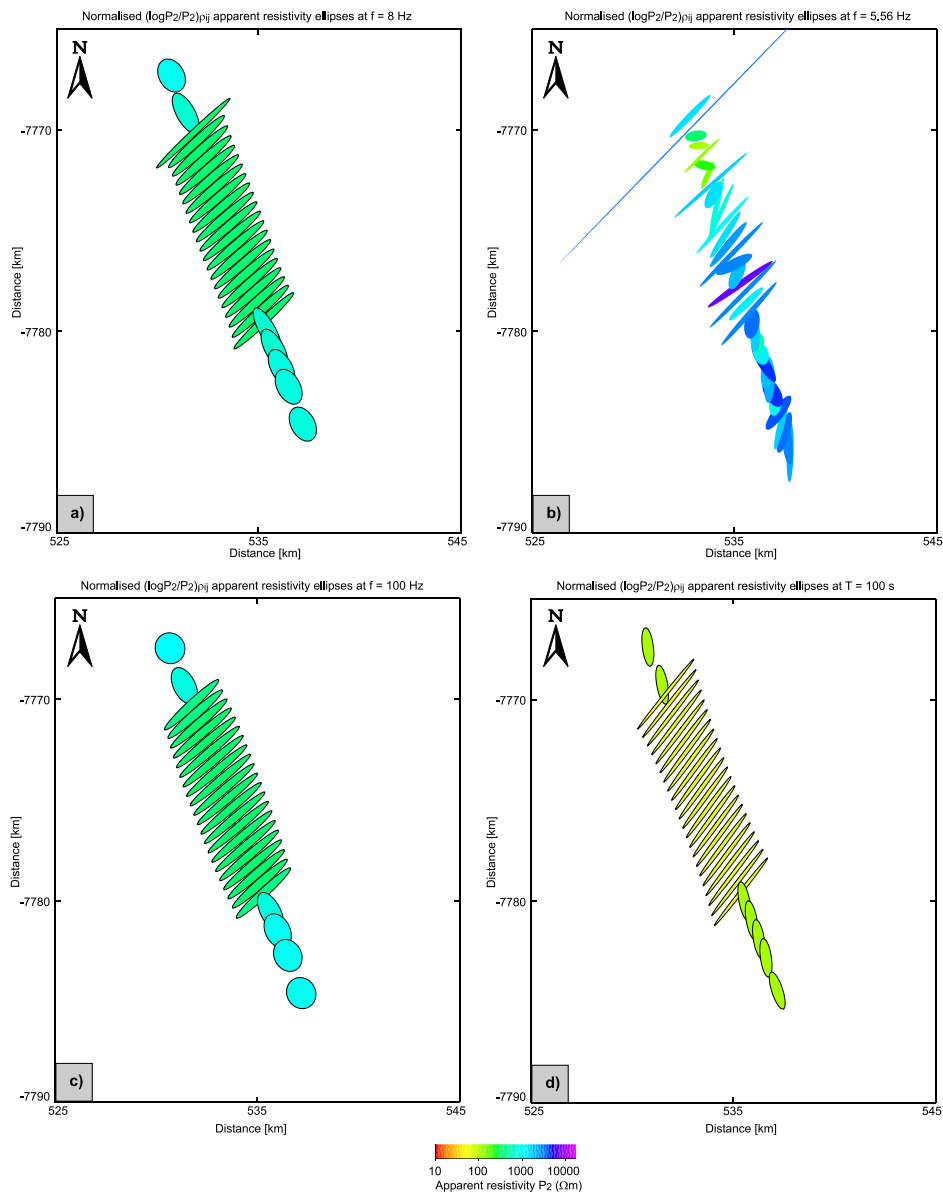 Normalised (logP2/P2)ρij apparent resistivity ellipses at f = 8 Hz
N
-7770
-7780
-7790
Distance [km]
a)
525
535
545
Distance [km]
Normalised (logP2/P2)ρij apparent resistivity ellipses at f = 5.56 Hz
N
-7770
-7780
-7790
Distance [km]
b)
525
535
545
Distance [km]
Normalised (logP2/P2)ρij apparent resistivity ellipses at f = 100 Hz
N
-7770
-7780
-7790
Distance [km]
c)
525
535
545
Distance [km]
Normalised (logP2/P2)ρij apparent resistivity ellipses at T = 100 s
N
-7770
-7780
-7790
Distance [km]
d)
525
535
545
Distance [km]
10 100 1000 10000
Apparent resistivity P2 (Ωm)